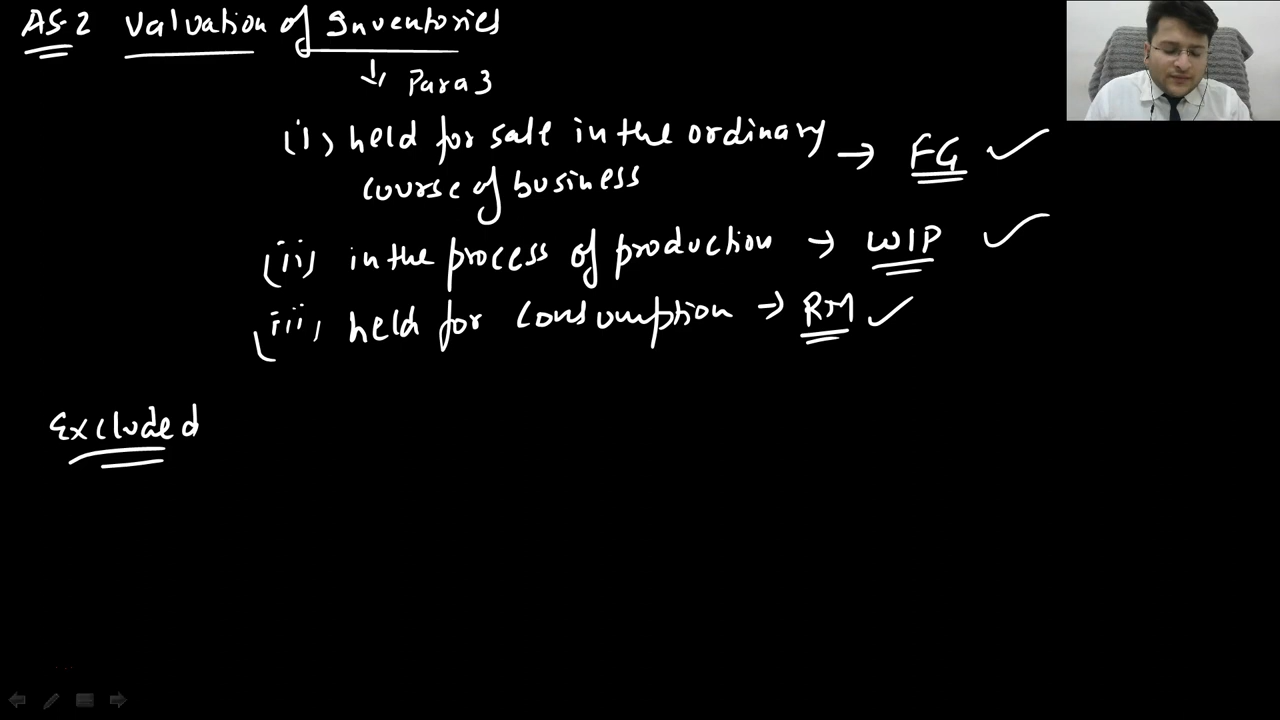 AS-2 Valuation of Inventories
↓ Para 3
(i) held for sale in the ordinary course of business → FG ✓
(ii) in the process of production → WIP ✓
(iii) held for consumption → RM ✓
Excluded